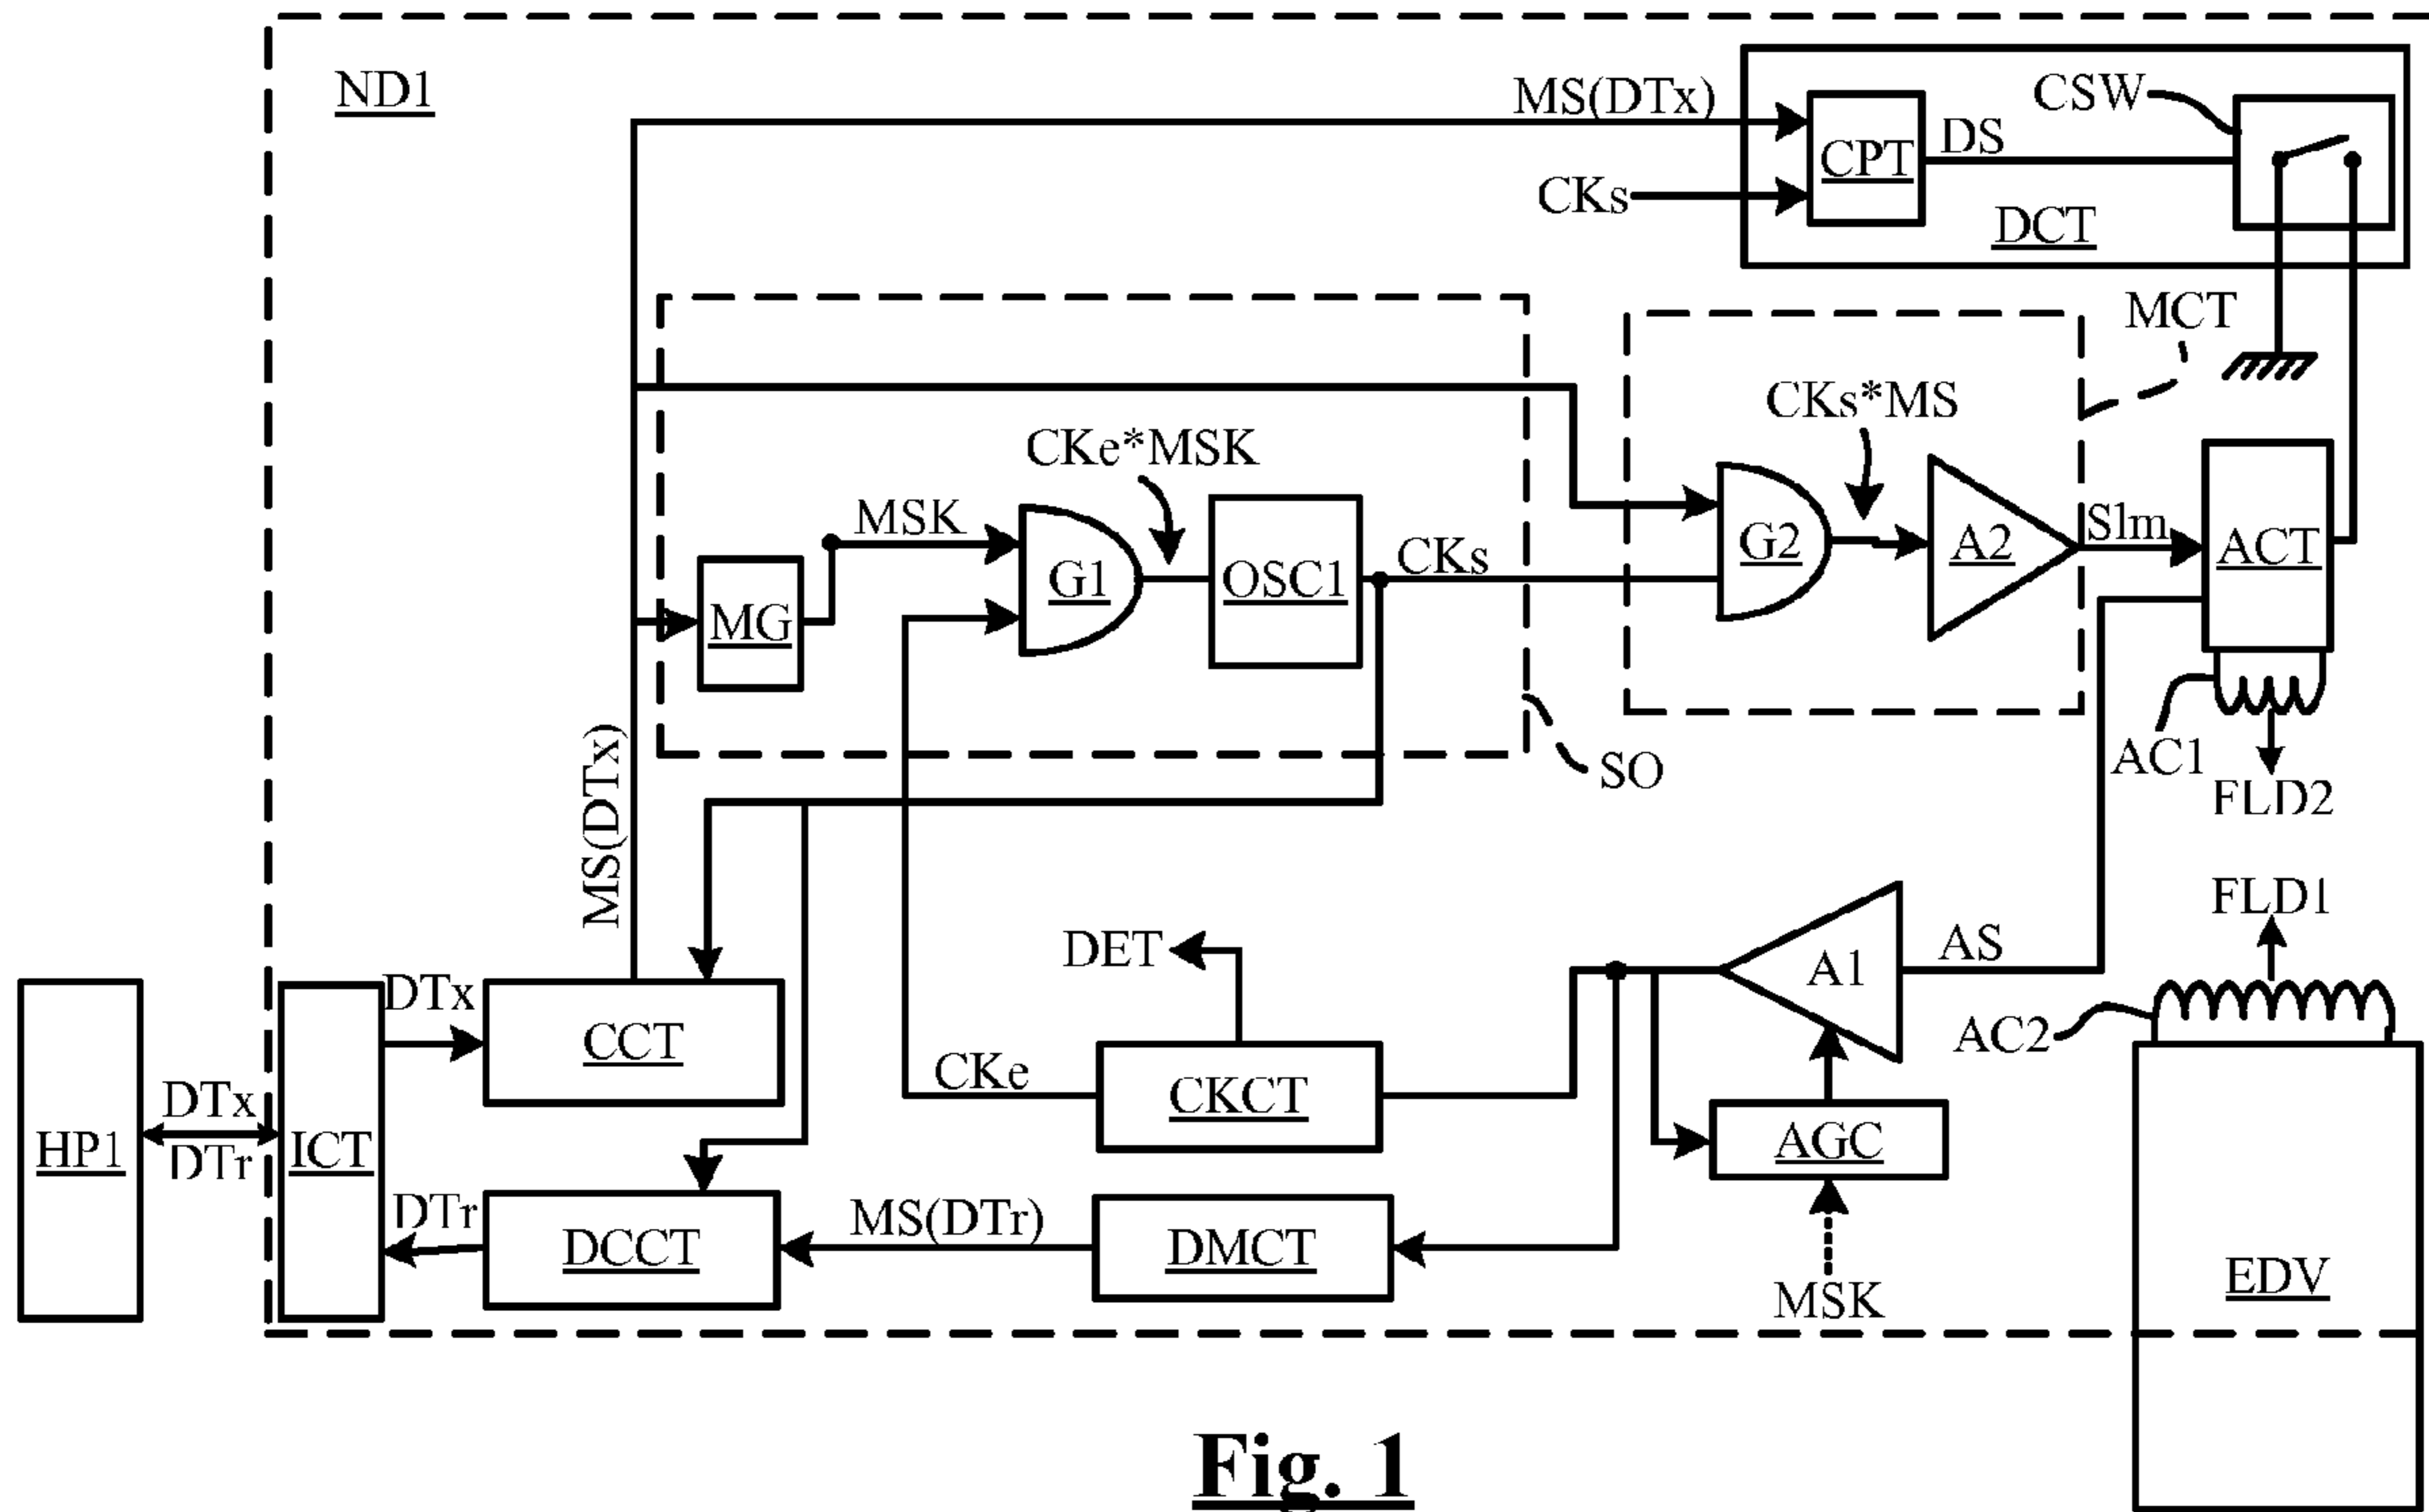 ND1
MS(DTx)
CSW
CPT
DS
CKs
DCT
MCT
CKs*MS
CKe*MSK
MSK
G1
OSC1
CKs
G2
A2
Slm
ACT
MG
AC1
SO
FLD2
MS(DTx)
FLD1
DET
A1
AS
DTx
CCT
AC2
CKe
CKCT
AGC
DTx
HP1
ICT
DTr
DTr
DCCT
MS(DTr)
DMCT
MSK
EDV
Fig. 1